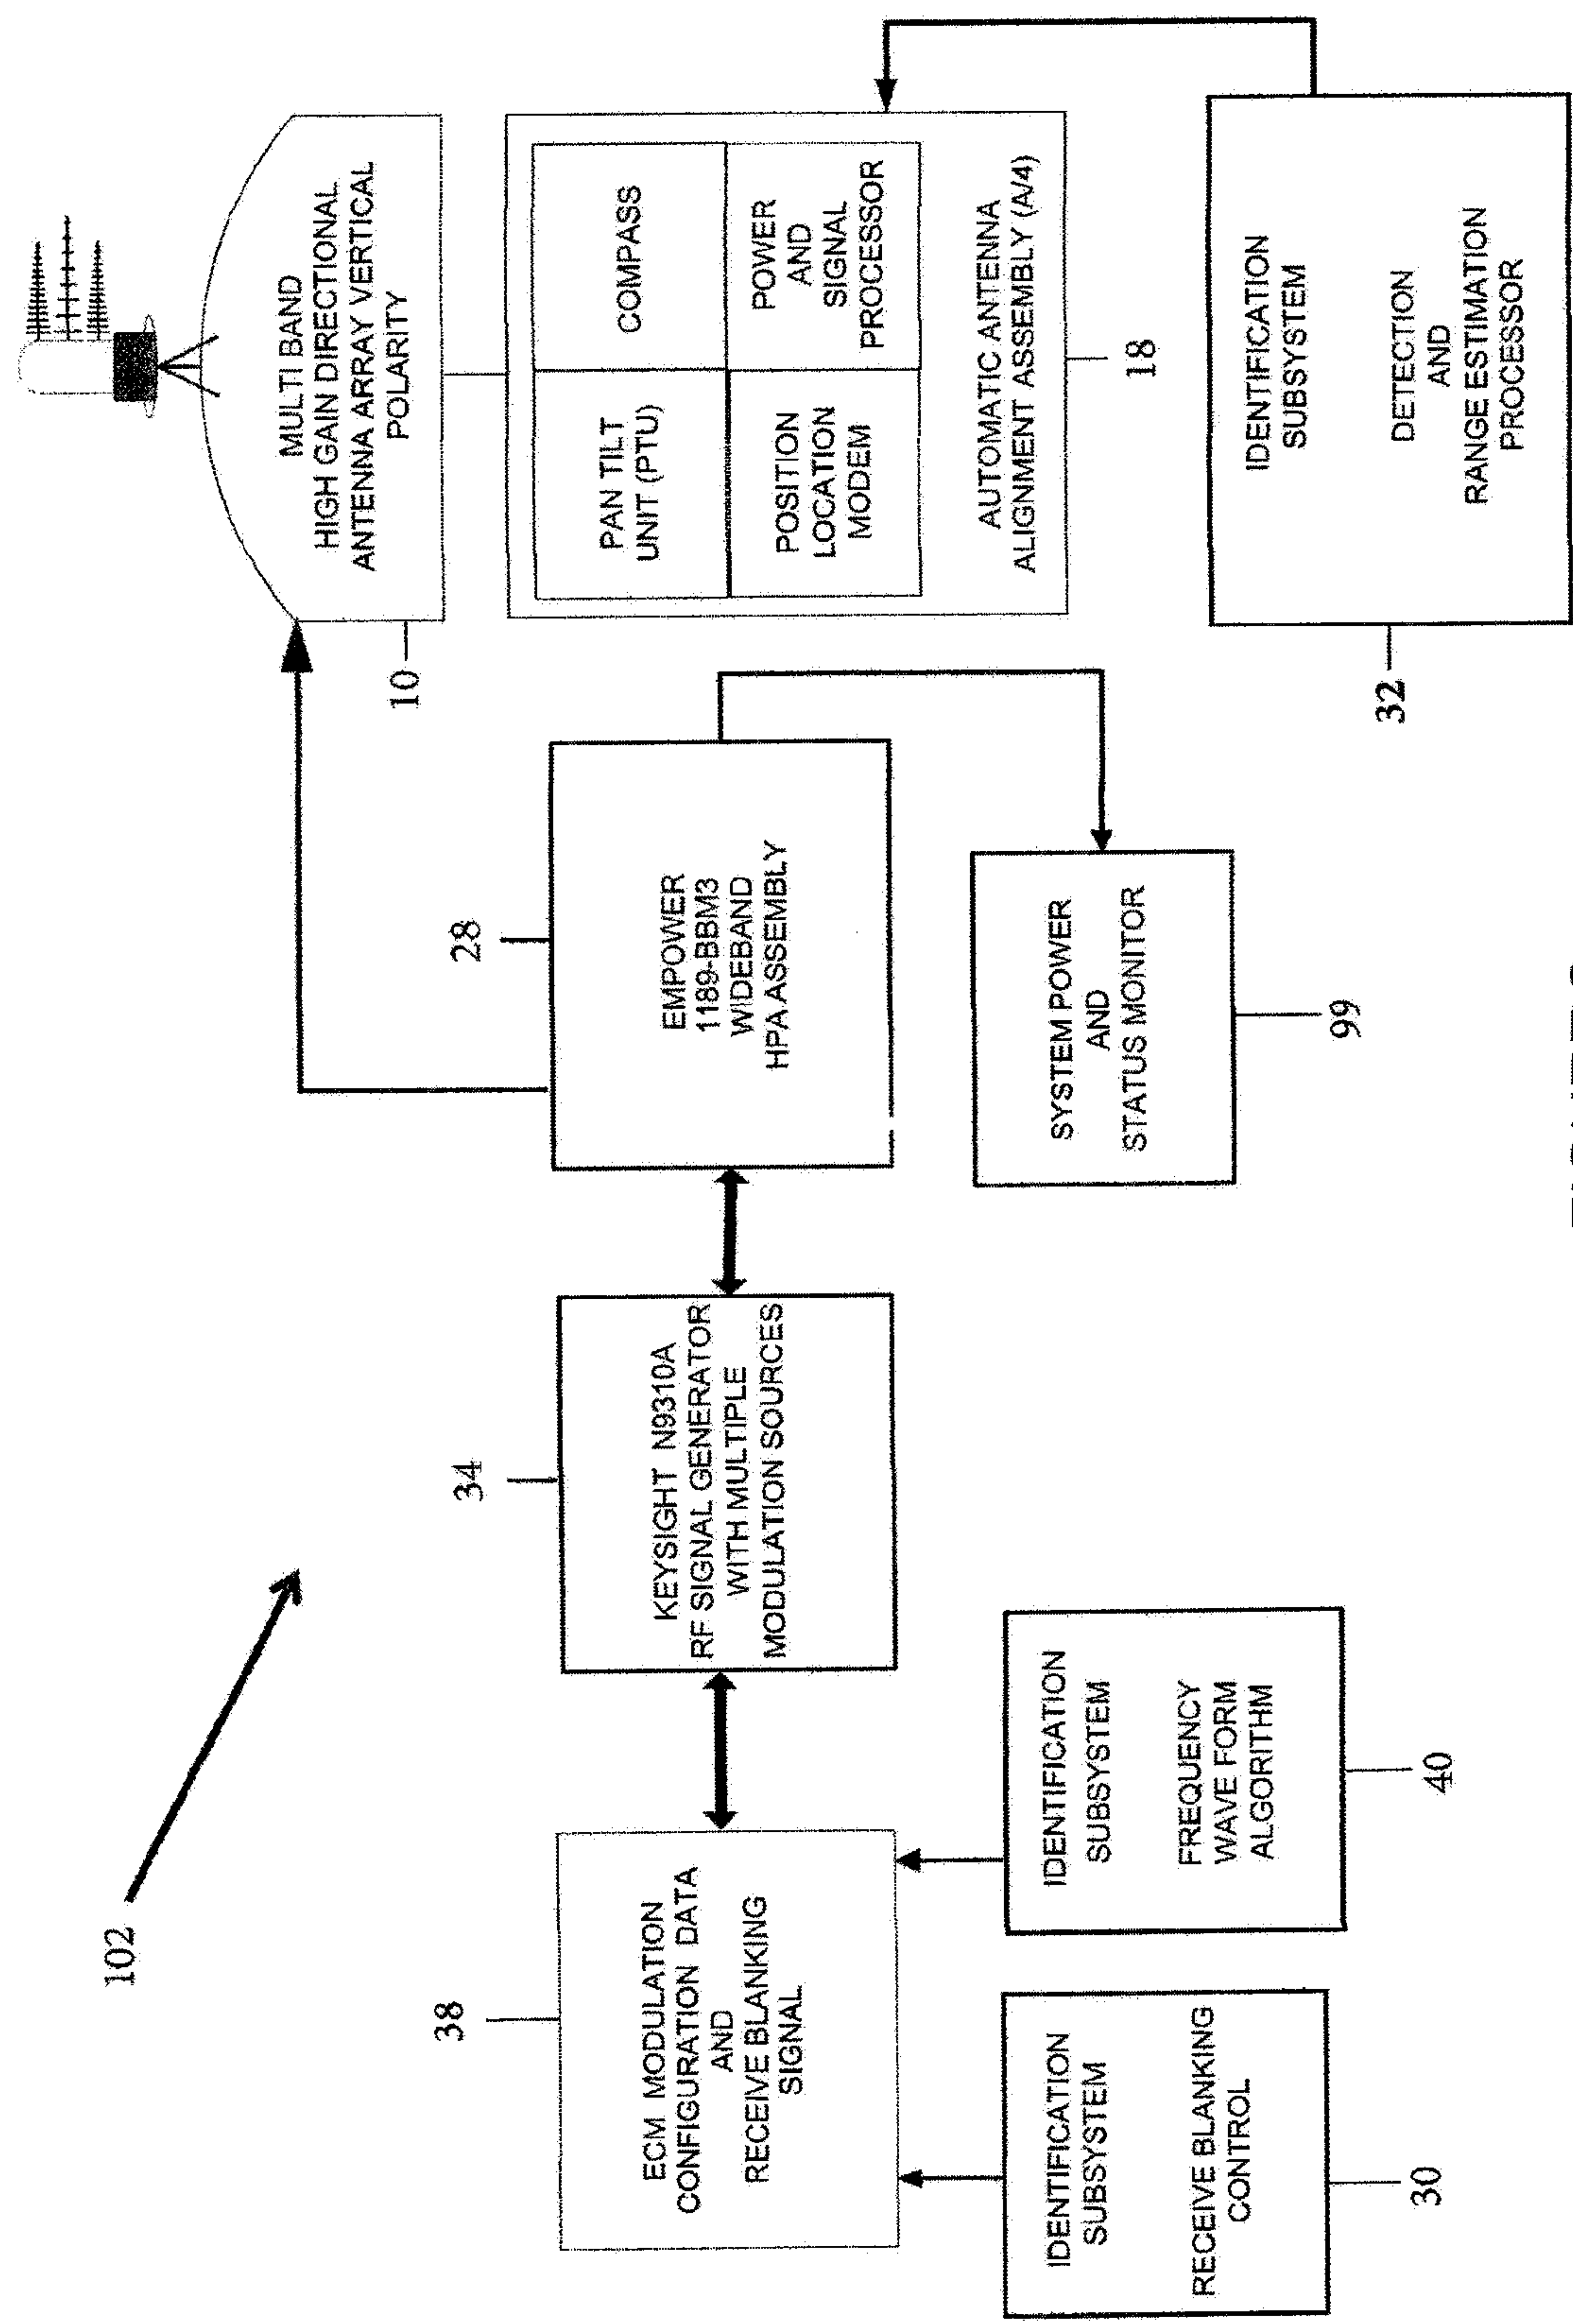 102
38
ECM MODULATION
CONFIGURATION DATA
AND
RECEIVE BLANKING
SIGNAL
34
KEYSIGHT N9310A
RF SIGNAL GENERATOR
WITH MULTIPLE
MODULATION SOURCES
28
EMPOWER
1189-BBM3
WIDEBAND
HPA ASSEMBLY
10
MULTI BAND
HIGH GAIN DIRECTIONAL
ANTENNA ARRAY VERTICAL
POLARITY
PAN TILT
UNIT (PTU)
COMPASS
POSITION
LOCATION
MODEM
POWER
AND
SIGNAL
PROCESSOR
AUTOMATIC ANTENNA
ALIGNMENT ASSEMBLY (A/4)
18
IDENTIFICATION
SUBSYSTEM
RECEIVE BLANKING
CONTROL
30
IDENTIFICATION
SUBSYSTEM
FREQUENCY
WAVE FORM
ALGORITHM
40
SYSTEM POWER
AND
STATUS MONITOR
99
IDENTIFICATION
SUBSYSTEM
DETECTION
AND
RANGE ESTIMATION
PROCESSOR
32